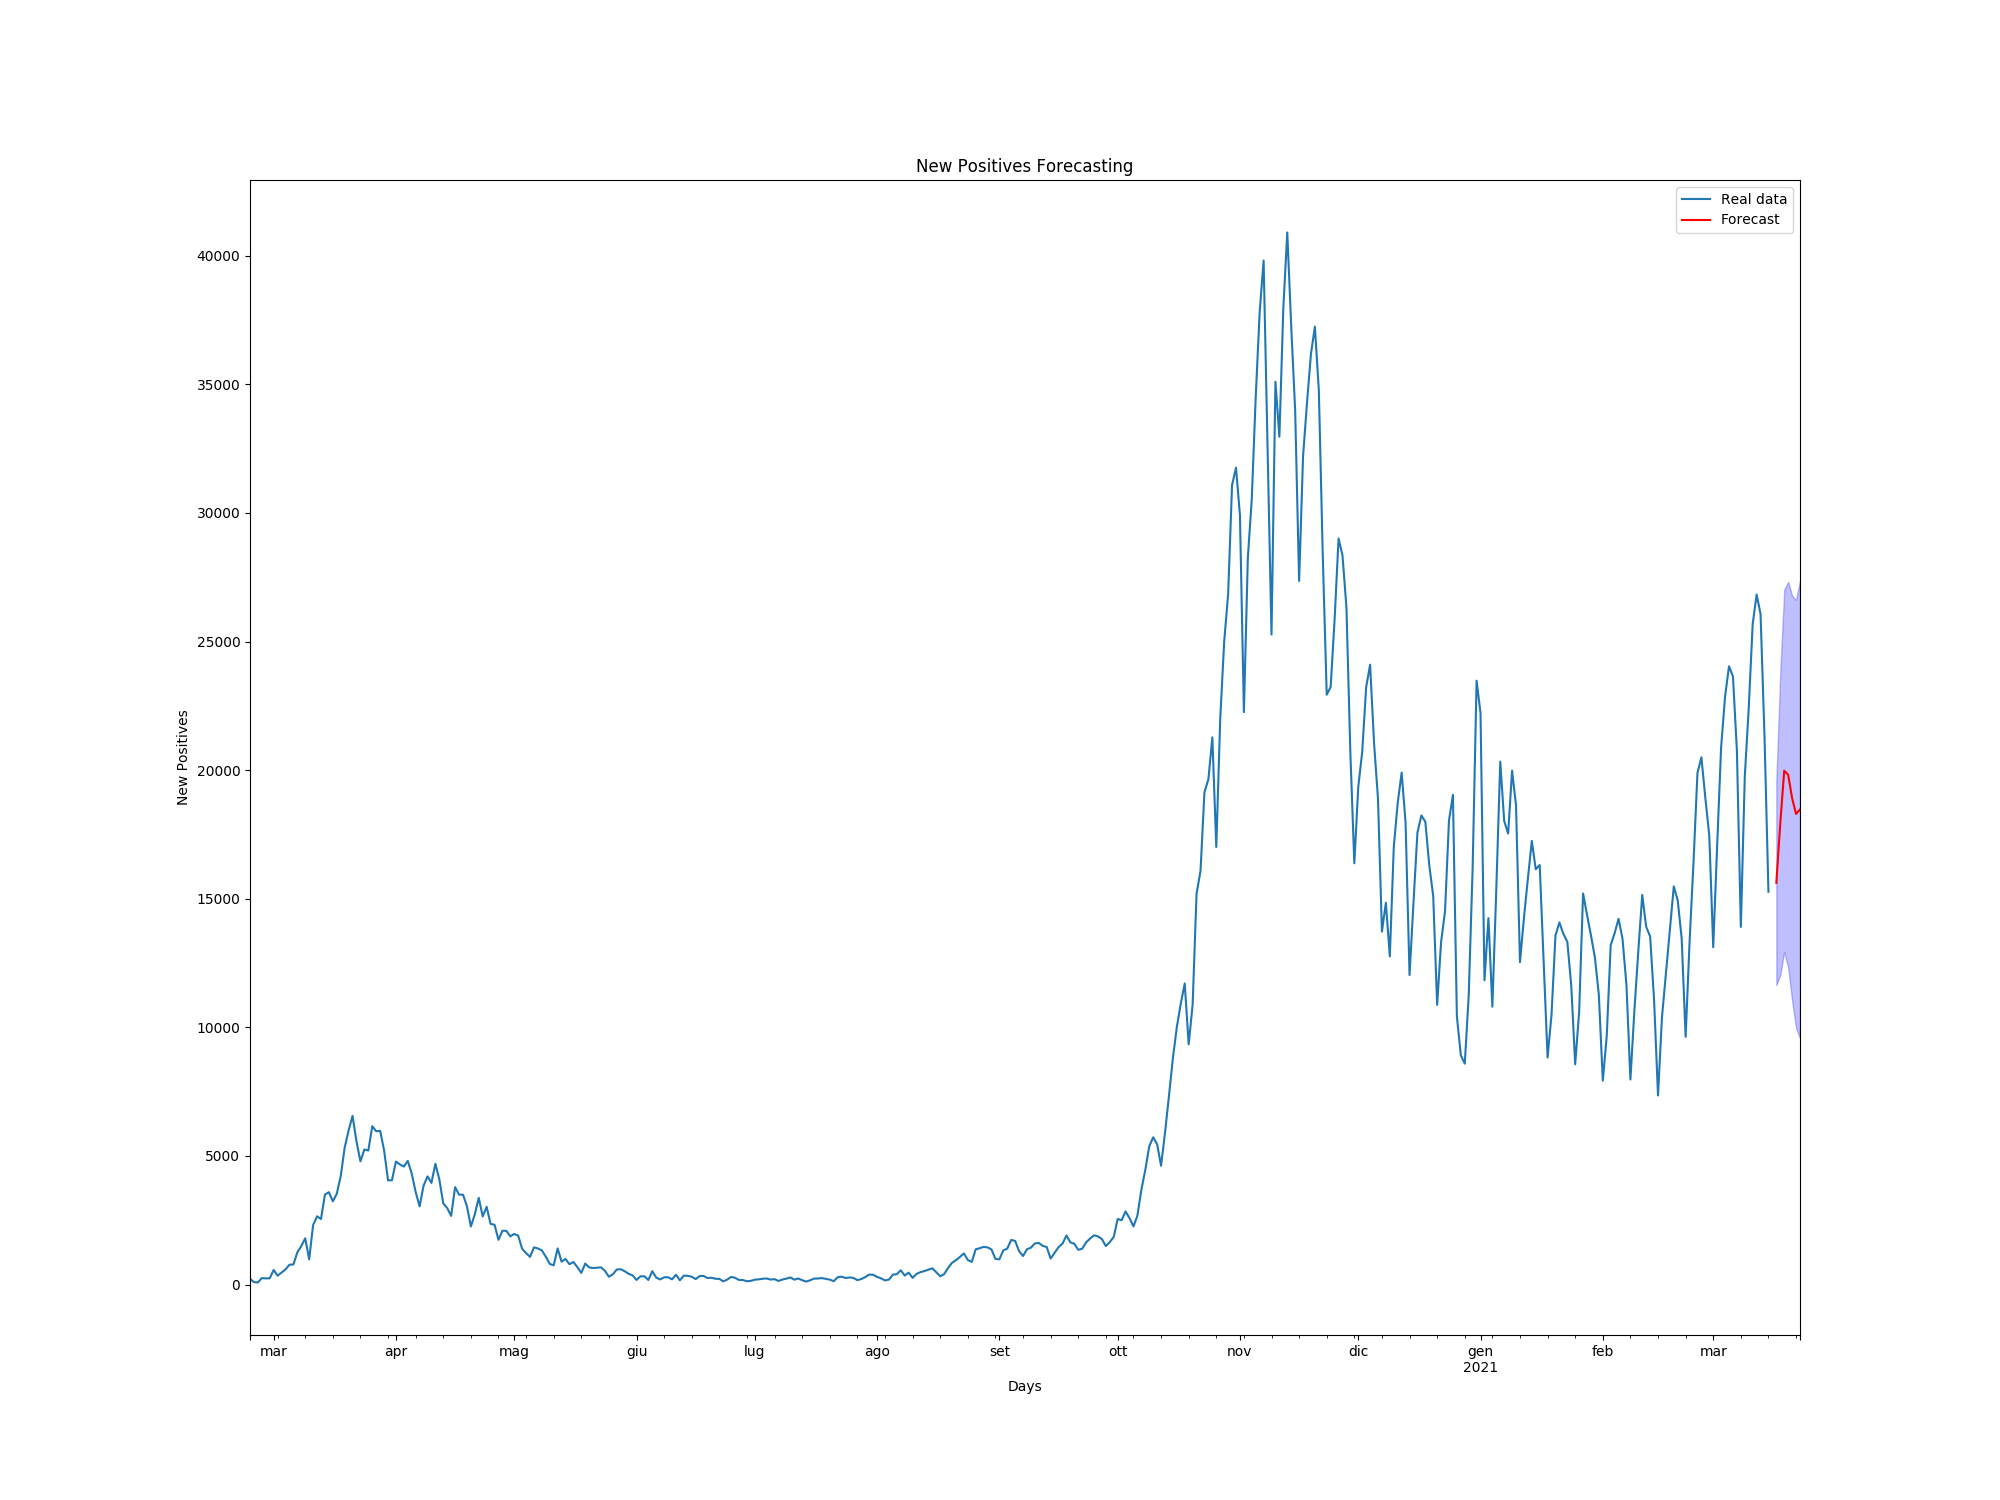 New Positives Forecasting
Real data
Forecast
40000
35000
30000
25000
20000
15000
10000
5000
0
New Positives
mar apr mag giu lug ago set ott nov dic gen feb mar
2021
Days